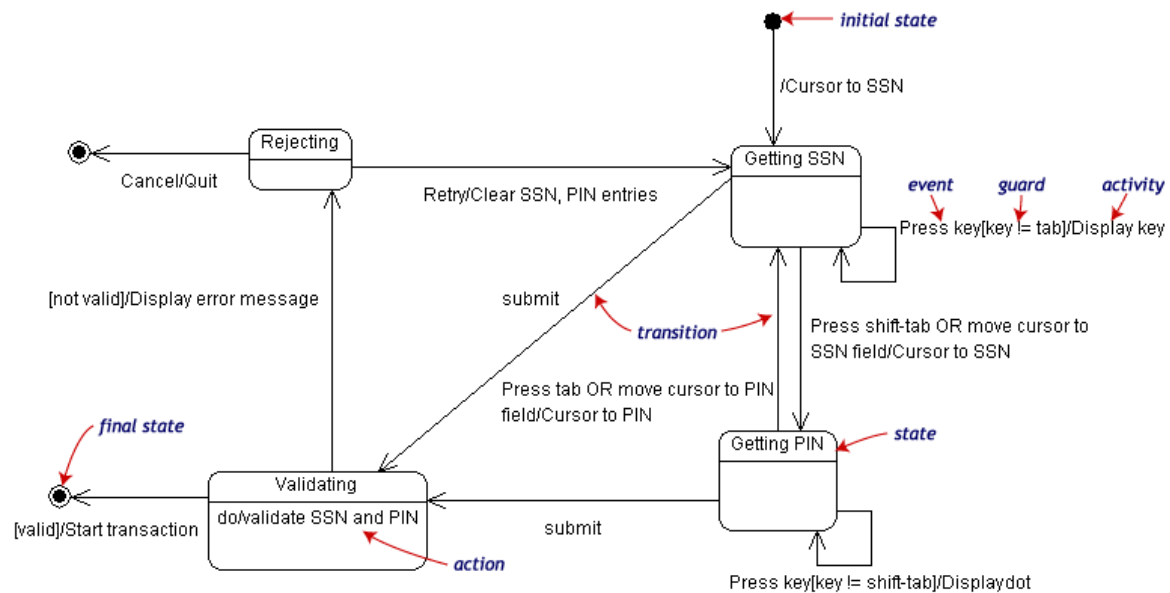 initial state
/Cursor to SSN
Rejecting
Getting SSN
Cancel/Quit
Retry/Clear SSN, PIN entries
event
guard
activity
Press key[key != tab]/Display key
[not valid]/Display error message
submit
transition
Press shift-tab OR move cursor to
SSN field/Cursor to SSN
Press tab OR move cursor to PIN
field/Cursor to PIN
final state
Getting PIN
state
Validating
do/validate SSN and PIN
[valid]/Start transaction
submit
action
Press key[key != shift-tab]/Displaydot